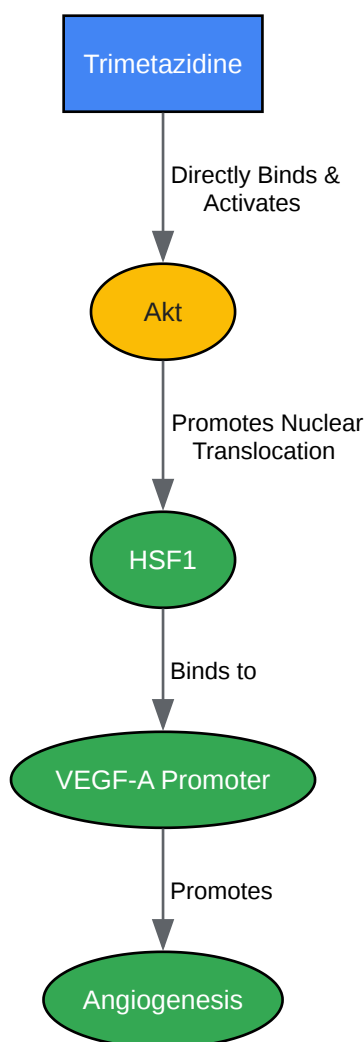 Trimetazidine
Directly Binds &
Activates
Akt
Promotes Nuclear
Translocation
HSF1
Binds to
VEGF-A Promoter
Promotes
Angiogenesis